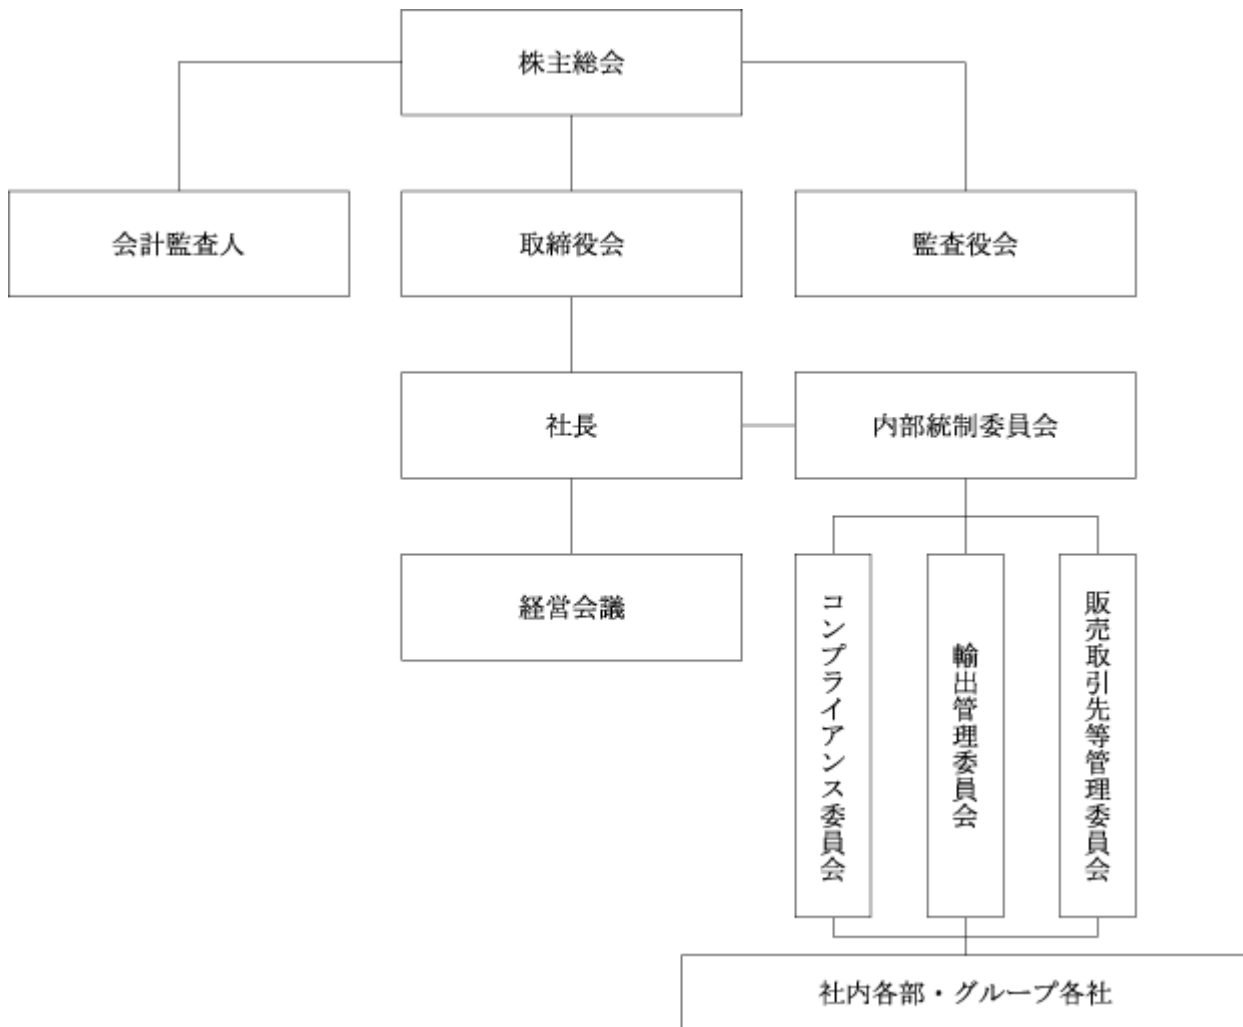 株主総会
会計監査人
取締役会
監査役会
社長
内部統制委員会
経営会議
コンプライアンス委員会
輸出管理委員会
販売取引先等管理委員会
社内各部・グループ各社